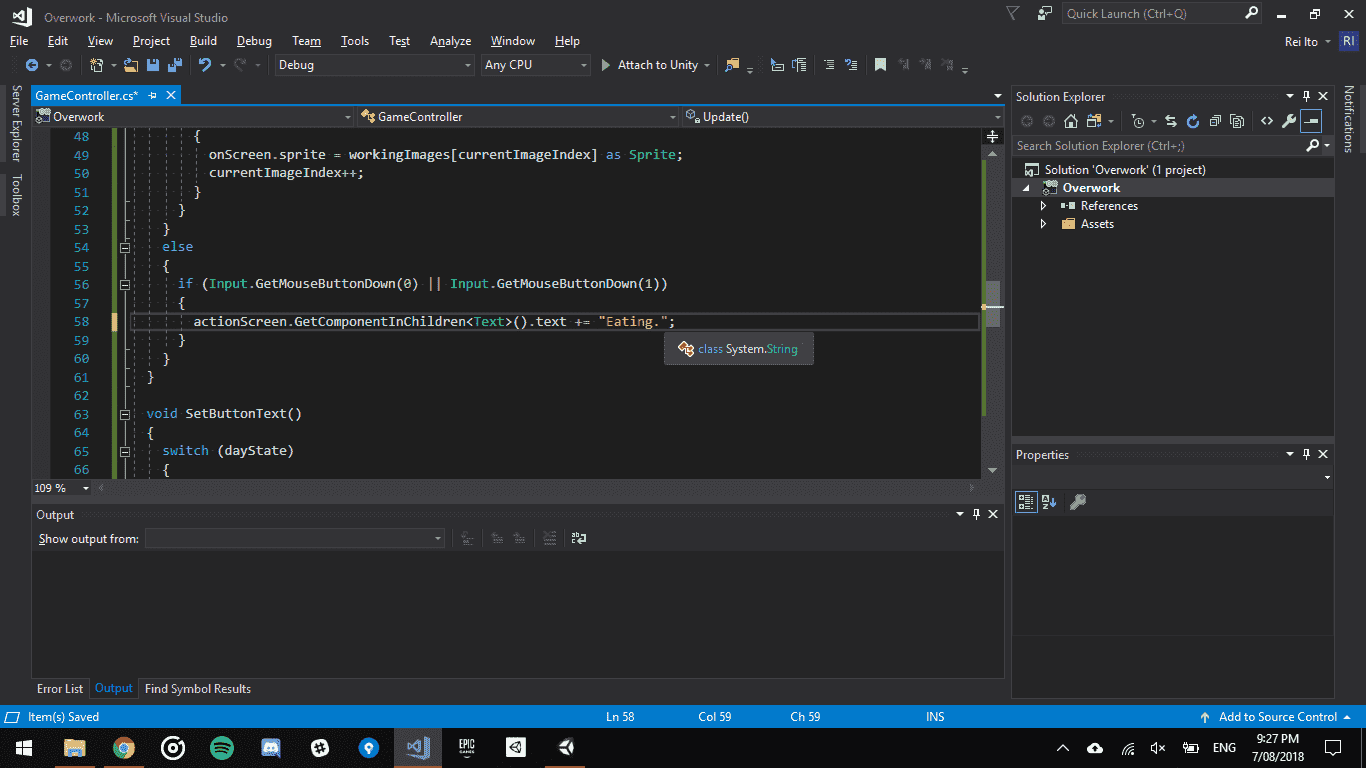 Overwork - Microsoft Visual Studio
Quick Launch (Ctrl+Q)
File Edit View Project Build Debug Team Tools Test Analyze Window Help
Rei Ito RI
Debug Any CPU Attach to Unity
Server Explorer
Toolbox
GameController.cs*
Overwork GameController Update()
48 {
49 onScreen.sprite = workingImages[currentImageIndex] as Sprite;
50 currentImageIndex++;
51 }
52 }
53 }
54 else
55 {
56 if (Input.GetMouseButtonDown(0) || Input.GetMouseButtonDown(1))
57 {
58 actionScreen.GetComponentInChildren<Text>().text += "Eating.";
59 }
class System.String
60 }
61 }
62
63 void SetButtonText()
64 {
65 switch (dayState)
66 {
109 %
Output
Show output from:
Error List Output Find Symbol Results
Solution Explorer
Search Solution Explorer (Ctrl+;)
Solution 'Overwork' (1 project)
Overwork
References
Assets
Properties
Notifications
Item(s) Saved Ln 58 Col 59 Ch 59 INS Add to Source Control
EPIC GAMES
ENG
9:27 PM
7/08/2018